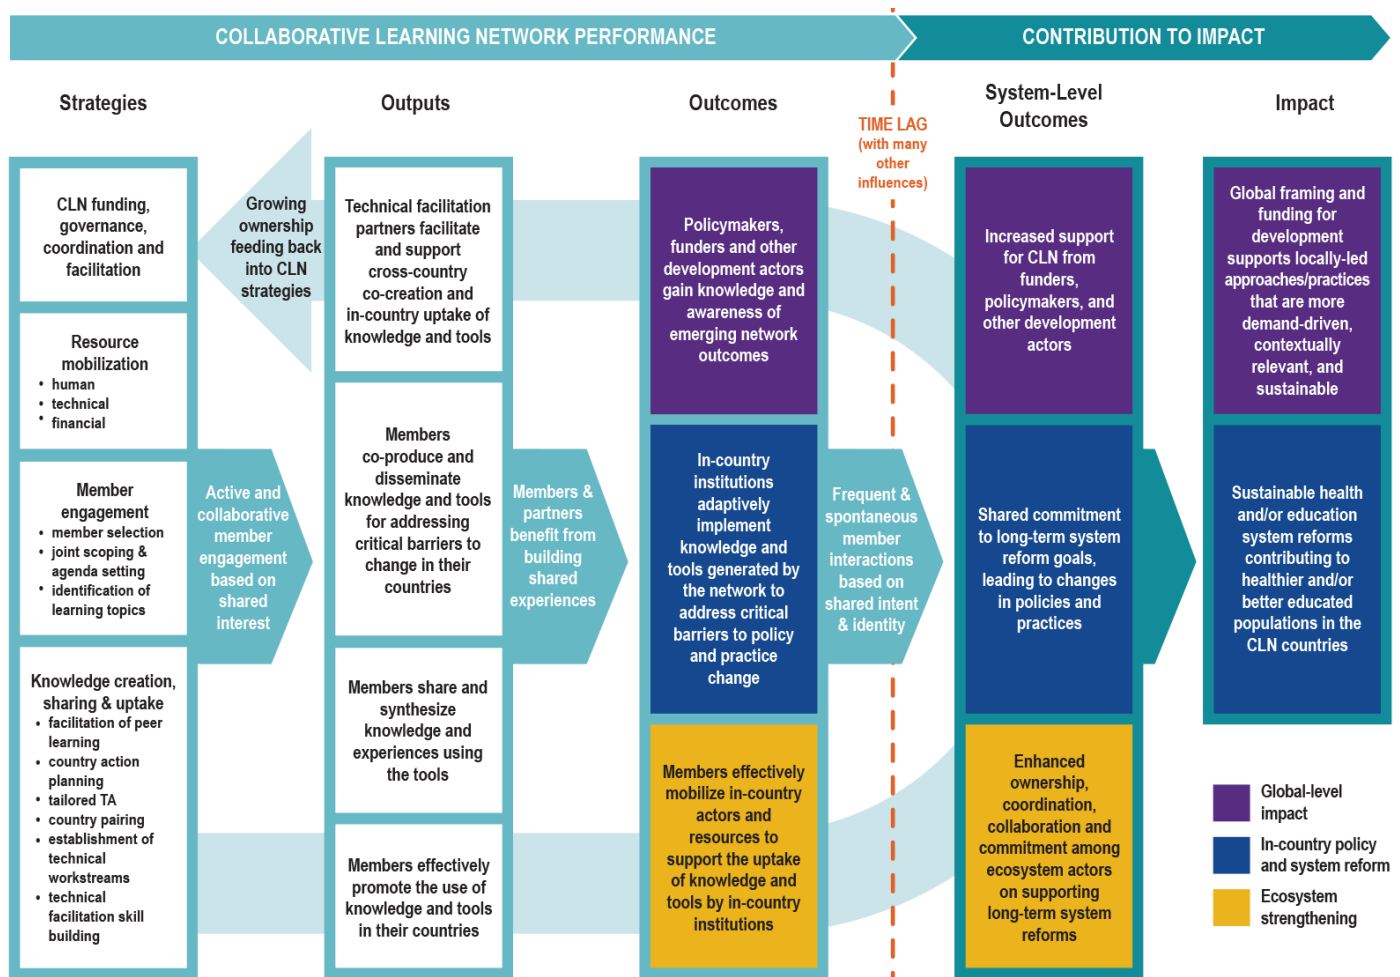 COLLABORATIVE LEARNING NETWORK PERFORMANCE
CONTRIBUTION TO IMPACT
Strategies
Outputs
Outcomes
System-Level
Outcomes
Impact
TIME LAG
(with many
other
influences)
CLN funding,
governance,
coordination and
facilitation
Resource
mobilization
• human
• technical
• financial
Member
engagement
• member selection
• joint scoping &
agenda setting
• identification of
learning topics
Knowledge creation,
sharing & uptake
• facilitation of peer
learning
• country action
planning
• tailored TA
• country pairing
• establishment of
technical
workstreams
• technical
facilitation skill
building
Growing
ownership
feeding back
into CLN
strategies
Active and
collaborative
member
engagement
based on
shared
interest
Technical facilitation
partners facilitate
and support
cross-country
co-creation and
in-country uptake of
knowledge and tools
Members
co-produce and
disseminate
knowledge and tools
for addressing
critical barriers to
change in their
countries
Members share and
synthesize
knowledge and
experiences using
the tools
Members effectively
promote the use of
knowledge and tools
in their countries
Members &
partners
benefit from
building
shared
experiences
Policymakers,
funders and other
development actors
gain knowledge and
awareness of
emerging network
outcomes
In-country
institutions
adaptively
implement
knowledge and
tools generated by
the network to
address critical
barriers to policy
and practice
change
Members effectively
mobilize in-country
actors and
resources to
support the uptake
of knowledge and
tools by in-country
institutions
Frequent &
spontaneous
member
interactions
based on
shared intent
& identity
Increased support
for CLN from
funders,
policymakers, and
other development
actors
Shared commitment
to long-term system
reform goals,
leading to changes
in policies and
practices
Enhanced
ownership,
coordination,
collaboration and
commitment among
ecosystem actors
on supporting
long-term system
reforms
Global framing and
funding for
development
supports locally-led
approaches/practices
that are more
demand-driven,
contextually
relevant, and
sustainable
Sustainable health
and/or education
system reforms
contributing to
healthier and/or
better educated
populations in the
CLN countries
Global-level
impact
In-country policy
and system reform
Ecosystem
strengthening